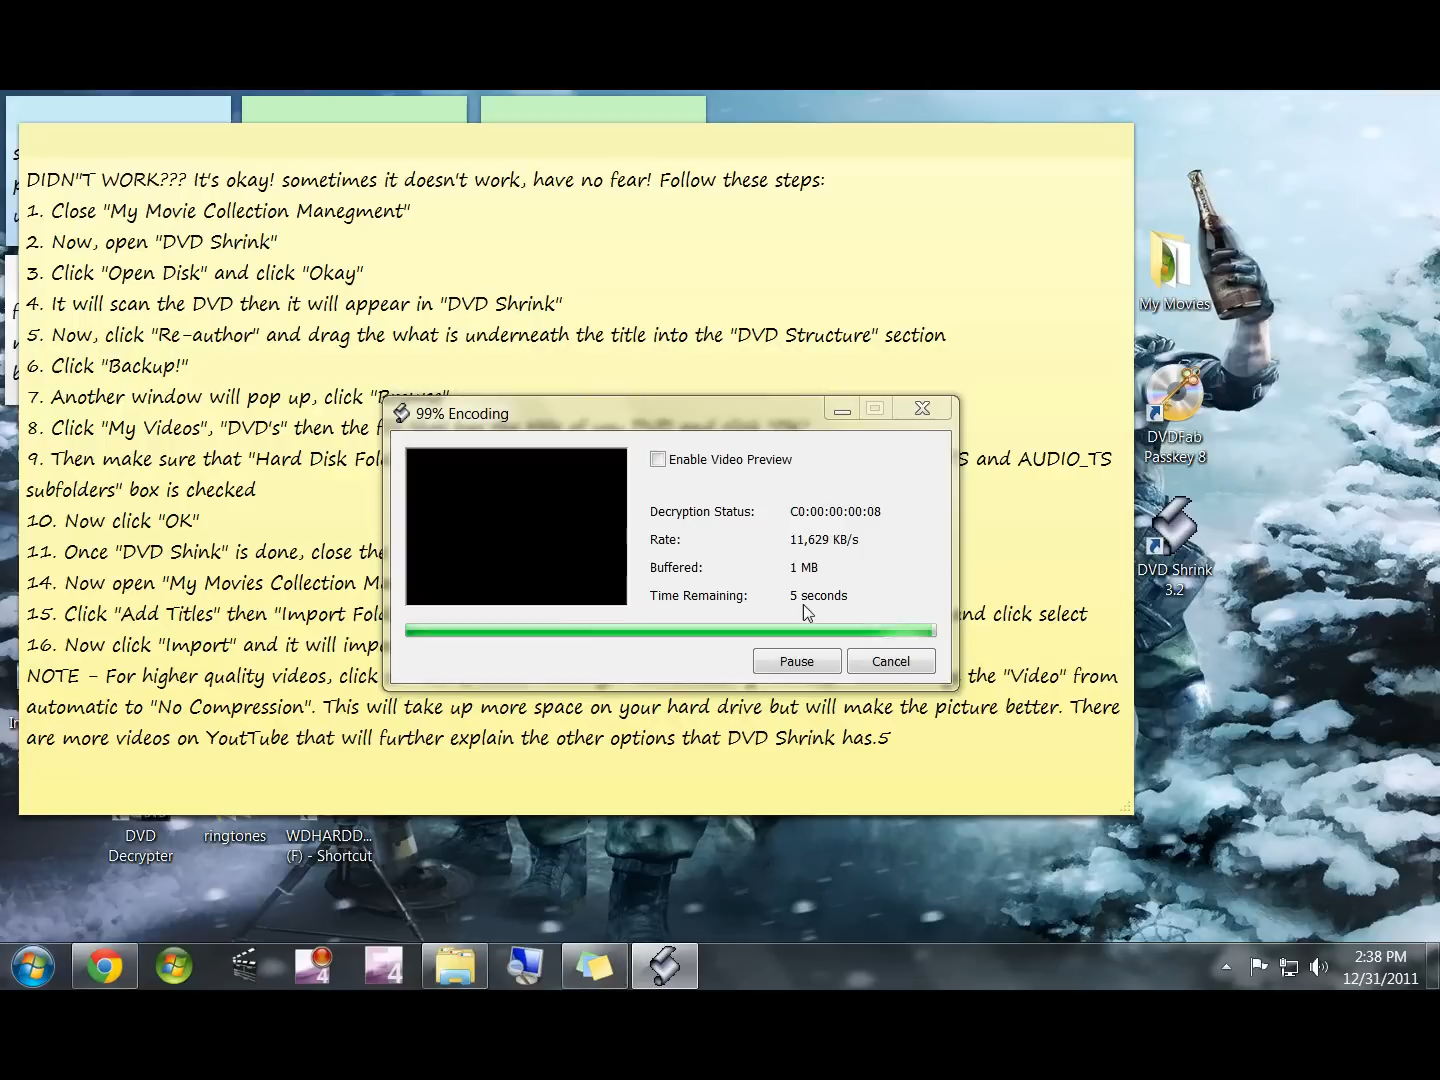 DIDN"T WORK??? It's okay! sometimes it doesn't work, have no fear! Follow these steps:
1. Close "My Movie Collection Manegment"
2. Now, open "DVD Shrink"
3. Click "Open Disk" and click "Okay"
4. It will scan the DVD then it will appear in "DVD Shrink"
5. Now, click "Re-author" and drag the what is underneath the title into the "DVD Structure" section
6. Click "Backup!"
7. Another window will pop up, click "Browse"
8. Click "My Videos", "DVD's" then the
9. Then make sure that "Hard Disk Fol S and AUDIO_TS
subfolders" box is checked
10. Now click "OK"
11. Once "DVD Shink" is done, close the
14. Now open "My Movies Collection M
15. Click "Add Titles" then "Import Fol and click select
16. Now click "Import" and it will imp
NOTE - For higher quality videos, click the "Video" from
automatic to "No Compression". This will take up more space on your hard drive but will make the picture better. There
are more videos on YoutTube that will further explain the other options that DVD Shrink has.5
99% Encoding
Enable Video Preview
Decryption Status: C0:00:00:00:08
Rate: 11,629 KB/s
Buffered: 1 MB
Time Remaining: 5 seconds
Pause Cancel
My Movies
DVDFab
Passkey 8
DVD Shrink
3.2
DVD
Decrypter
ringtones
WDHARDD...
(F) - Shortcut
2:38 PM
12/31/2011